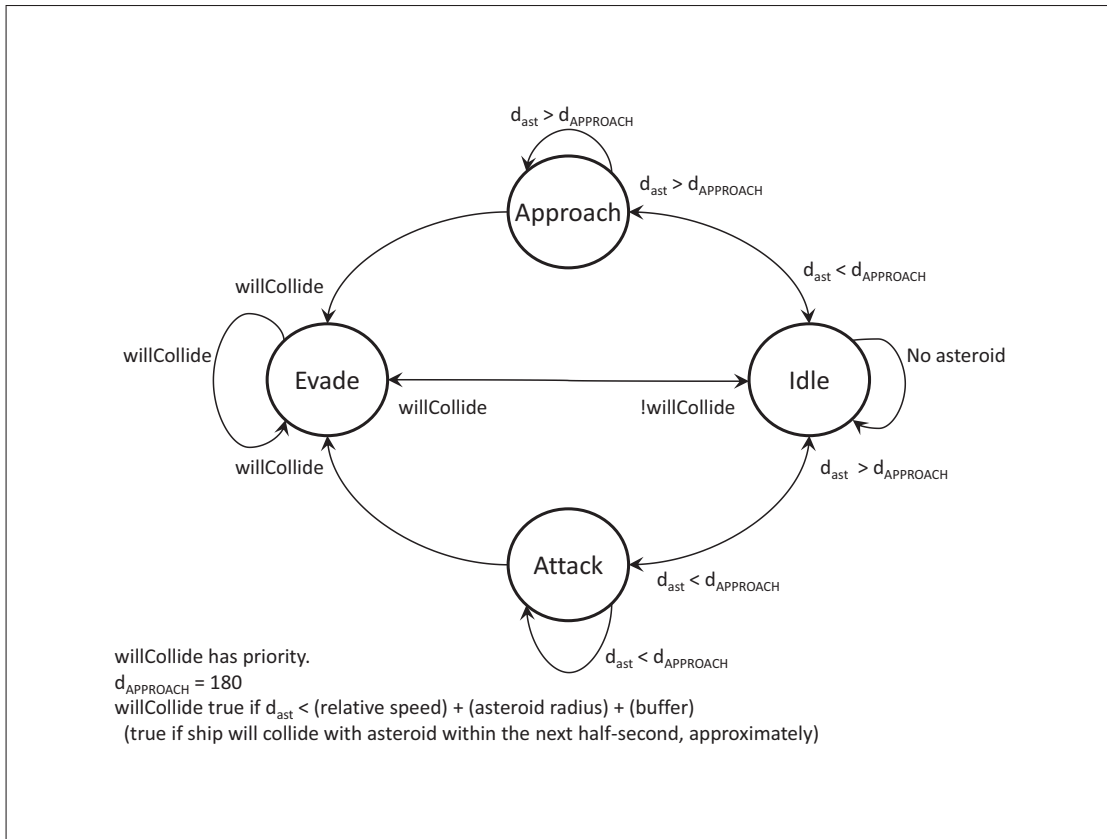 d_ast > d_APPROACH
d_ast > d_APPROACH
Approach
d_ast < d_APPROACH
willCollide
willCollide
No asteroid
Evade
Idle
willCollide
!willCollide
willCollide
d_ast > d_APPROACH
Attack
d_ast < d_APPROACH
d_ast < d_APPROACH
willCollide has priority.
d_APPROACH = 180
willCollide true if d_ast < (relative speed) + (asteroid radius) + (buffer)
(true if ship will collide with asteroid within the next half-second, approximately)